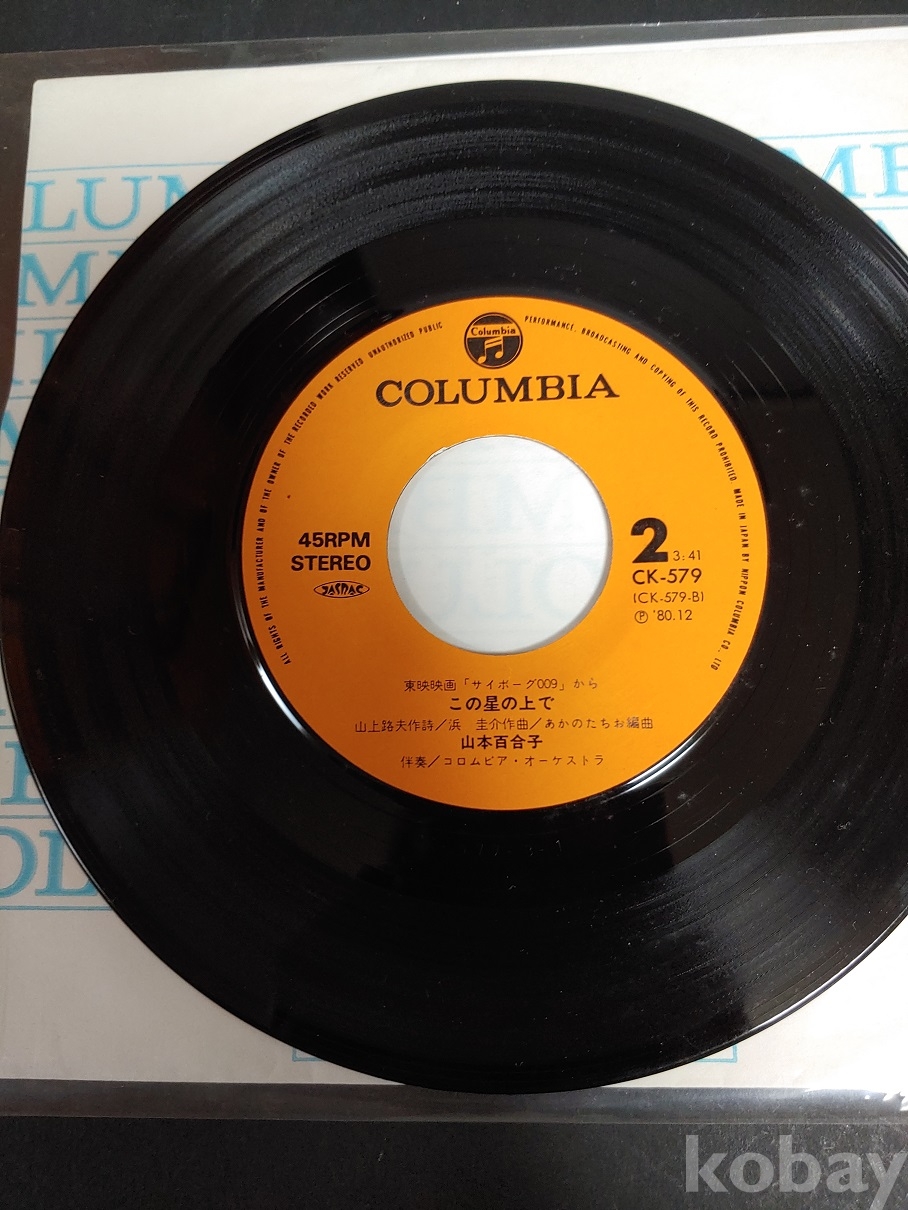 Columbia
COLUMBIA
ALL RIGHTS OF THE MANUFACTURER AND OF THE OWNER OF THE RECORDED WORK RESERVED UNAUTHORIZED PUBLIC
PERFORMANCE, BROADCASTING AND COPYING OF THIS RECORD PROHIBITED. MADE IN JAPAN BY NIPPON COLUMBIA CO., LTD
45RPM
STEREO
JASRAC
2 3:41
CK-579
(CK-579-B)
Ⓟ '80.12
東映映画「サイボーグ009」から
この星の上で
山上路夫作詩/浜 圭介作曲/あかのたちお編曲
山本百合子
伴奏/コロムビア・オーケストラ
kobay